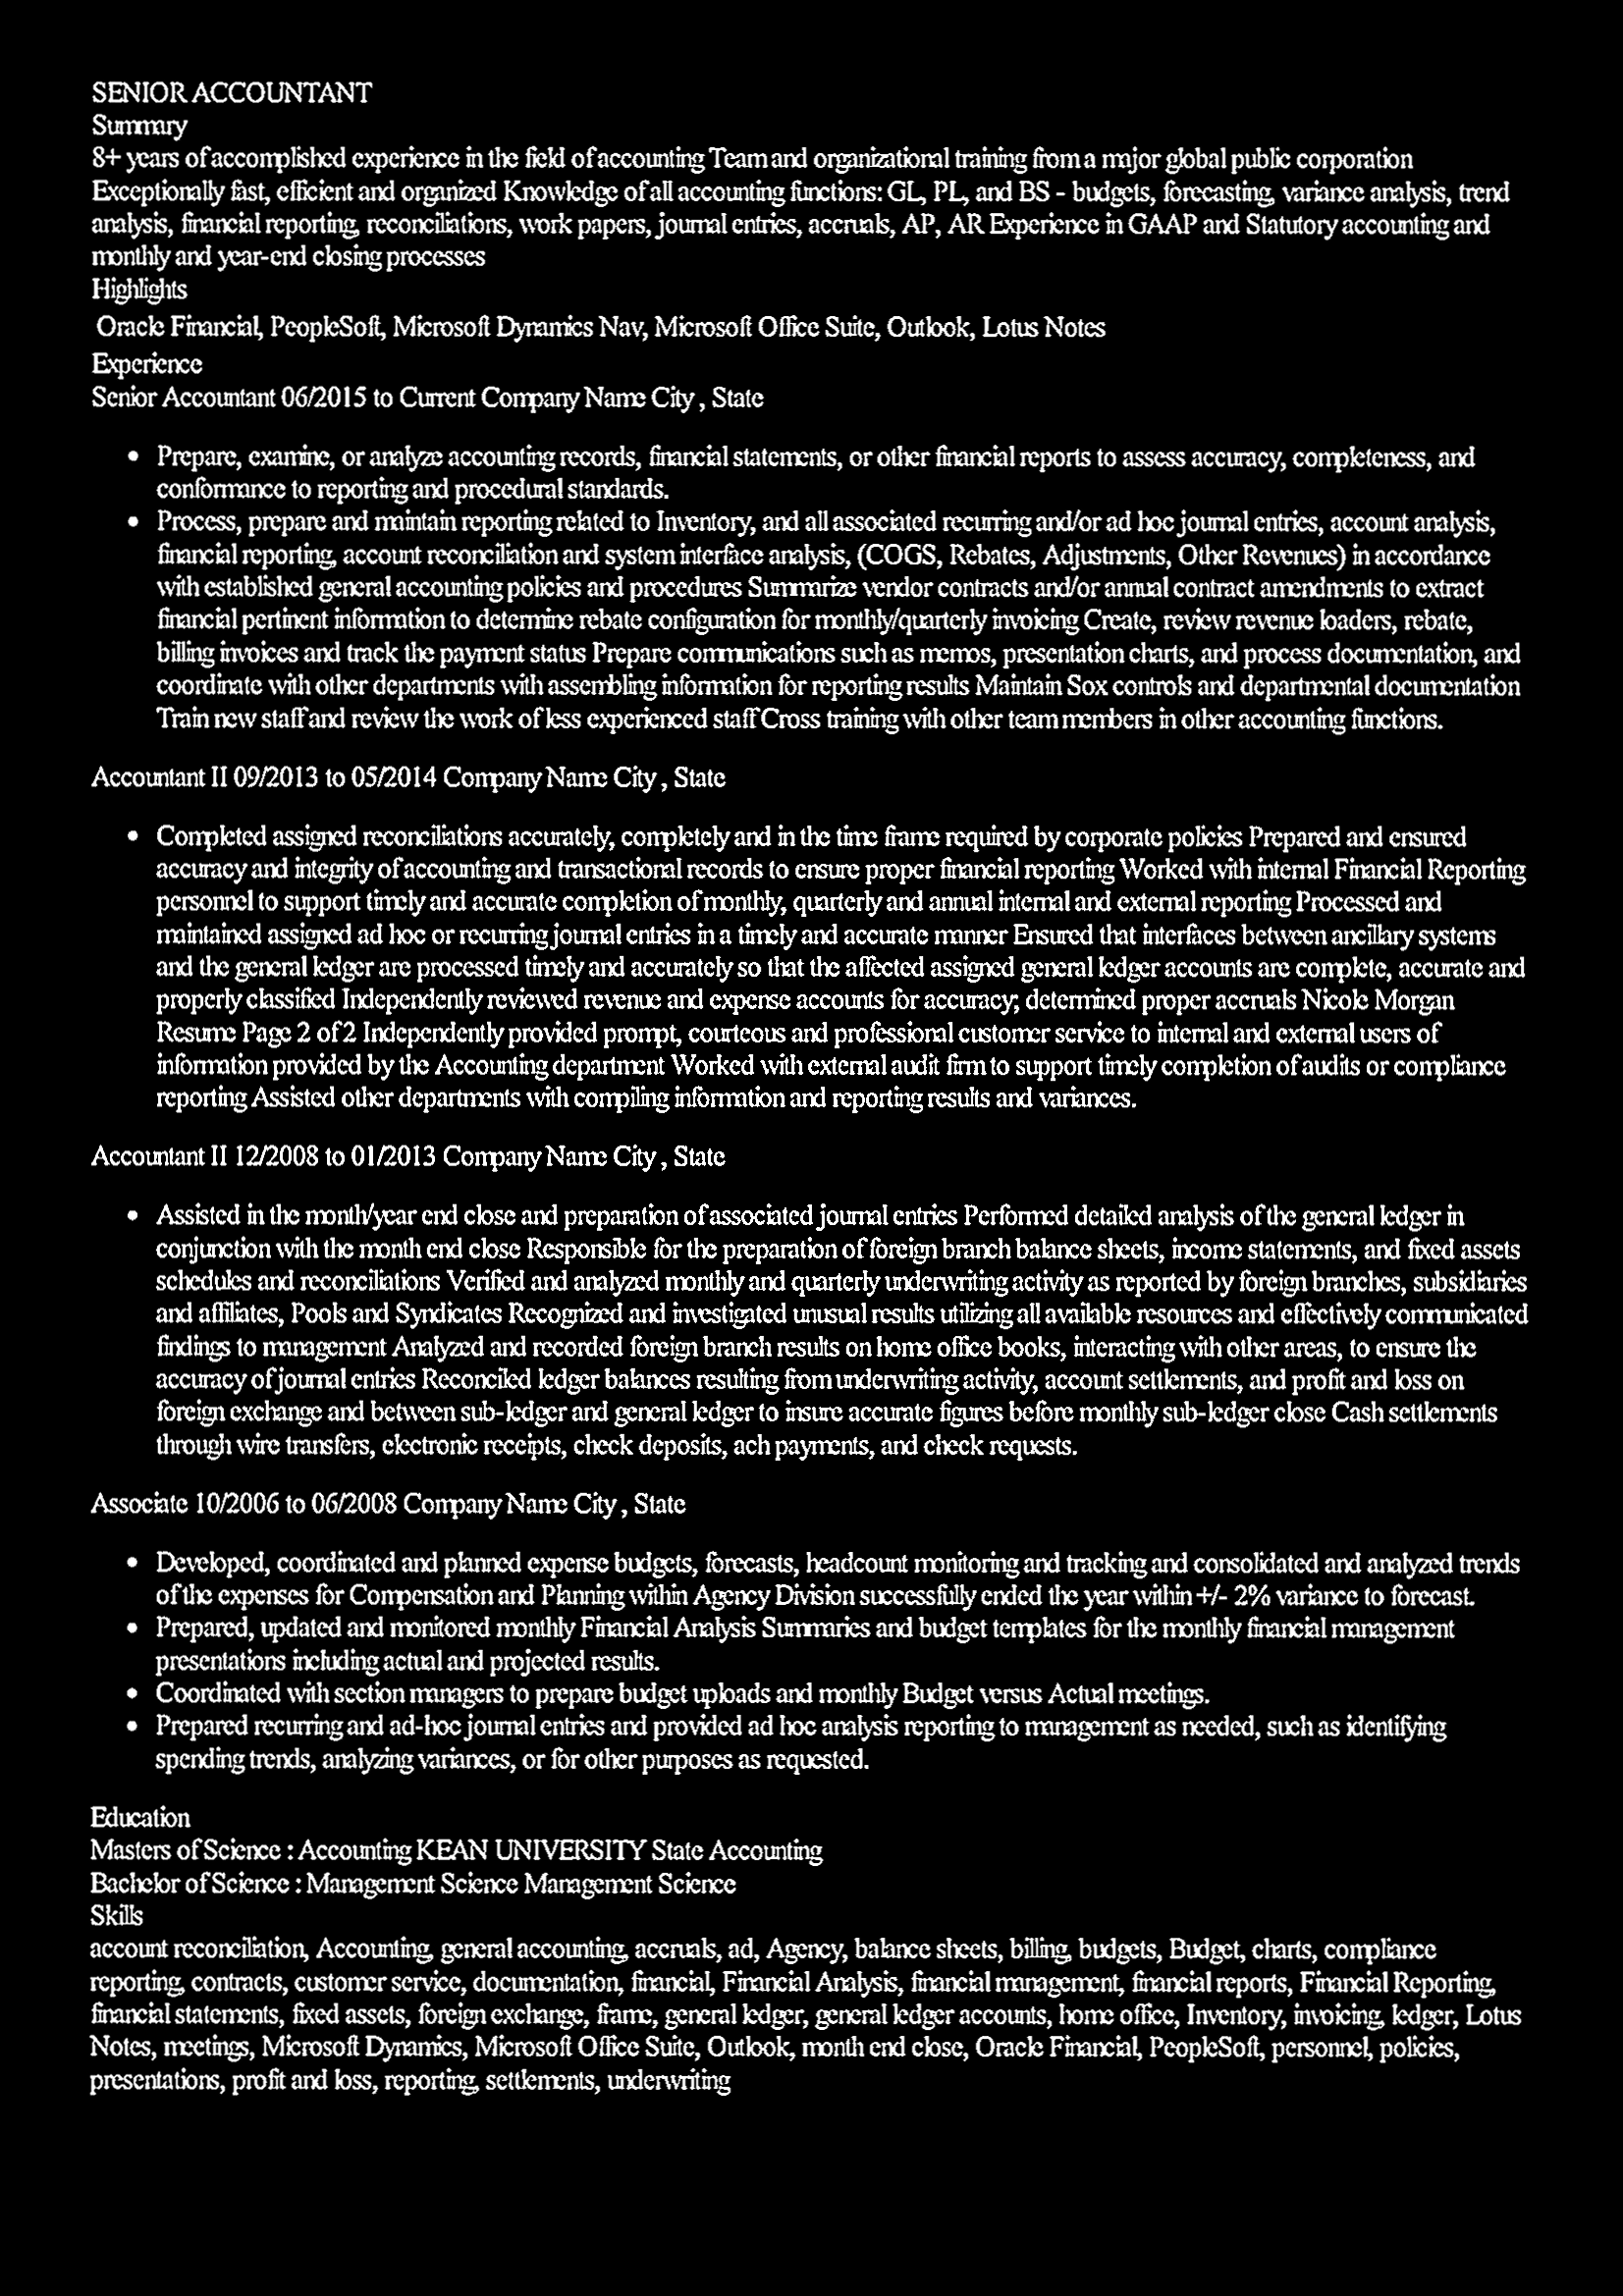 SENIOR ACCOUNTANT
Summary
8+ years of accomplished experience in the field of accounting Team and organizational training from a major global public corporation
Exceptionally fast, efficient and organized Knowledge of all accounting functions: GL, PL, and BS - budgets, forecasting, variance analysis, trend
analysis, financial reporting, reconciliations, work papers, journal entries, accruals, AP, AR Experience in GAAP and Statutory accounting and
monthly and year-end closing processes
Highlights
Oracle Financial, PeopleSoft, Microsoft Dynamics Nav, Microsoft Office Suite, Outlook, Lotus Notes
Experience
Senior Accountant 06/2015 to Current Company Name City , State
• Prepare, examine, or analyze accounting records, financial statements, or other financial reports to assess accuracy, completeness, and
conformance to reporting and procedural standards.
• Process, prepare and maintain reporting related to Inventory, and all associated recurring and/or ad hoc journal entries, account analysis,
financial reporting, account reconciliation and system interface analysis, (COGS, Rebates, Adjustments, Other Revenues) in accordance
with established general accounting policies and procedures Summarize vendor contracts and/or annual contract amendments to extract
financial pertinent information to determine rebate configuration for monthly/quarterly invoicing Create, review revenue loaders, rebate,
billing invoices and track the payment status Prepare communications such as memos, presentation charts, and process documentation, and
coordinate with other departments with assembling information for reporting results Maintain Sox controls and departmental documentation
Train new staff and review the work of less experienced staff Cross training with other team members in other accounting functions.
Accountant II 09/2013 to 05/2014 Company Name City , State
• Completed assigned reconciliations accurately, completely and in the time frame required by corporate policies Prepared and ensured
accuracy and integrity of accounting and transactional records to ensure proper financial reporting Worked with internal Financial Reporting
personnel to support timely and accurate completion of monthly, quarterly and annual internal and external reporting Processed and
maintained assigned ad hoc or recurring journal entries in a timely and accurate manner Ensured that interfaces between ancillary systems
and the general ledger are processed timely and accurately so that the affected assigned general ledger accounts are complete, accurate and
properly classified Independently reviewed revenue and expense accounts for accuracy; determined proper accruals Nicole Morgan
Resume Page 2 of 2 Independently provided prompt, courteous and professional customer service to internal and external users of
information provided by the Accounting department Worked with external audit firm to support timely completion of audits or compliance
reporting Assisted other departments with compiling information and reporting results and variances.
Accountant II 12/2008 to 01/2013 Company Name City , State
• Assisted in the month/year end close and preparation of associated journal entries Performed detailed analysis of the general ledger in
conjunction with the month end close Responsible for the preparation of foreign branch balance sheets, income statements, and fixed assets
schedules and reconciliations Verified and analyzed monthly and quarterly underwriting activity as reported by foreign branches, subsidiaries
and affiliates, Pools and Syndicates Recognized and investigated unusual results utilizing all available resources and effectively communicated
findings to management Analyzed and recorded foreign branch results on home office books, interacting with other areas, to ensure the
accuracy of journal entries Reconciled ledger balances resulting from underwriting activity, account settlements, and profit and loss on
foreign exchange and between sub-ledger and general ledger to insure accurate figures before monthly sub-ledger close Cash settlements
through wire transfers, electronic receipts, check deposits, ach payments, and check requests.
Associate 10/2006 to 06/2008 Company Name City , State
• Developed, coordinated and planned expense budgets, forecasts, headcount monitoring and tracking and consolidated and analyzed trends
of the expenses for Compensation and Planning within Agency Division successfully ended the year within +/- 2% variance to forecast.
• Prepared, updated and monitored monthly Financial Analysis Summaries and budget templates for the monthly financial management
presentations including actual and projected results.
• Coordinated with section managers to prepare budget uploads and monthly Budget versus Actual meetings.
• Prepared recurring and ad-hoc journal entries and provided ad hoc analysis reporting to management as needed, such as identifying
spending trends, analyzing variances, or for other purposes as requested.
Education
Masters of Science : Accounting KEAN UNIVERSITY State Accounting
Bachelor of Science : Management Science Management Science
Skills
account reconciliation, Accounting, general accounting, accruals, ad, Agency, balance sheets, billing, budgets, Budget, charts, compliance
reporting, contracts, customer service, documentation, financial, Financial Analysis, financial management, financial reports, Financial Reporting,
financial statements, fixed assets, foreign exchange, frame, general ledger, general ledger accounts, home office, Inventory, invoicing, ledger, Lotus
Notes, meetings, Microsoft Dynamics, Microsoft Office Suite, Outlook, month end close, Oracle Financial, PeopleSoft, personnel, policies,
presentations, profit and loss, reporting, settlements, underwriting